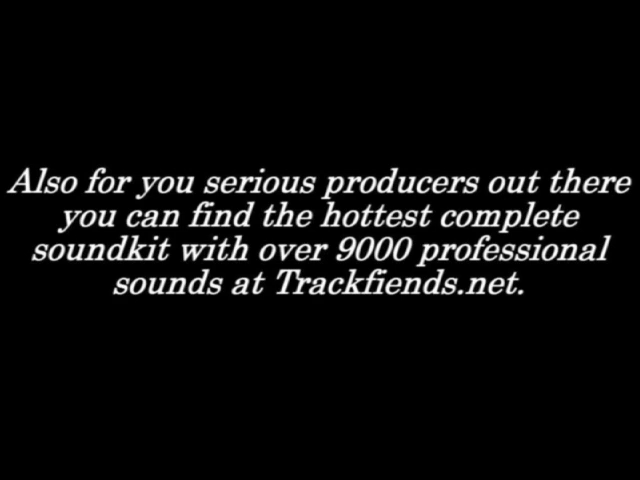 Also for you serious producers out there
you can find the hottest complete
soundkit with over 9000 professional
sounds at Trackfiends.net.